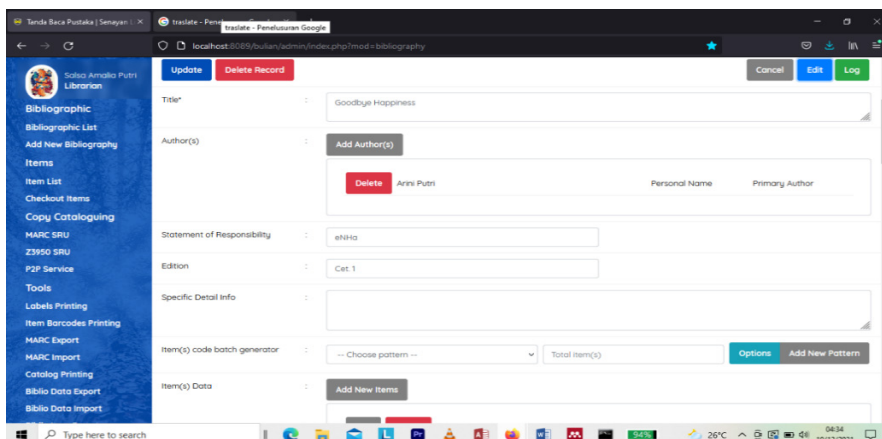 Tanda Baca Pustaka | Senayan Li
traslate - Penelusuran Google
traslate - Penelusuran Google
localhost:8089/bulian/admin/index.php?mod=bibliography
Salsa Amalia Putri
Librarian
Bibliographic
Bibliographic List
Add New Bibliography
Items
Item List
Checkout Items
Copy Cataloguing
MARC SRU
Z3950 SRU
P2P Service
Tools
Labels Printing
Item Barcodes Printing
MARC Export
MARC Import
Catalog Printing
Biblio Data Export
Biblio Data Import
Update
Delete Record
Cancel
Edit
Log
Title* : Goodbye Happiness
Author(s) : Add Author(s)
Delete Arini Putri Personal Name Primary Author
Statement of Responsibility : eNHa
Edition : Cet. 1
Specific Detail Info :
Item(s) code batch generator : -- Choose pattern -- Total item(s) Options Add New Pattern
Item(s) Data : Add New Items
Type here to search
94%
26°C
04:34